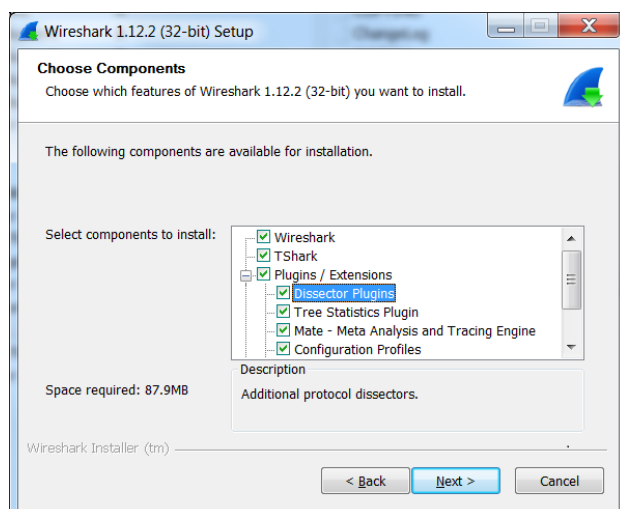 Wireshark 1.12.2 (32-bit) Setup
Choose Components
Choose which features of Wireshark 1.12.2 (32-bit) you want to install.
The following components are available for installation.
Select components to install:
Wireshark
TShark
Plugins / Extensions
Dissector Plugins
Tree Statistics Plugin
Mate - Meta Analysis and Tracing Engine
Configuration Profiles
Space required: 87.9MB
Description
Additional protocol dissectors.
Wireshark Installer (tm)
< Back Next > Cancel